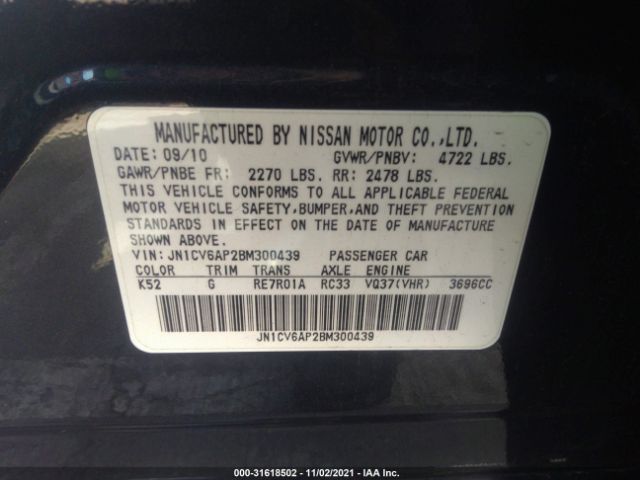 MANUFACTURED BY NISSAN MOTOR CO.,LTD.
DATE: 09/10 GVWR/PNBV: 4722 LBS.
GAWR/PNBE FR: 2270 LBS. RR: 2478 LBS.
THIS VEHICLE CONFORMS TO ALL APPLICABLE FEDERAL
MOTOR VEHICLE SAFETY,BUMPER,AND THEFT PREVENTION
STANDARDS IN EFFECT ON THE DATE OF MANUFACTURE
SHOWN ABOVE.
VIN: JN1CV6AP2BM300439 PASSENGER CAR
COLOR TRIM TRANS AXLE ENGINE
K52 G RE7R01A RC33 VQ37(VHR) 3696CC
JN1CV6AP2BM300439
000-31618502 - 11/02/2021 - IAA Inc.